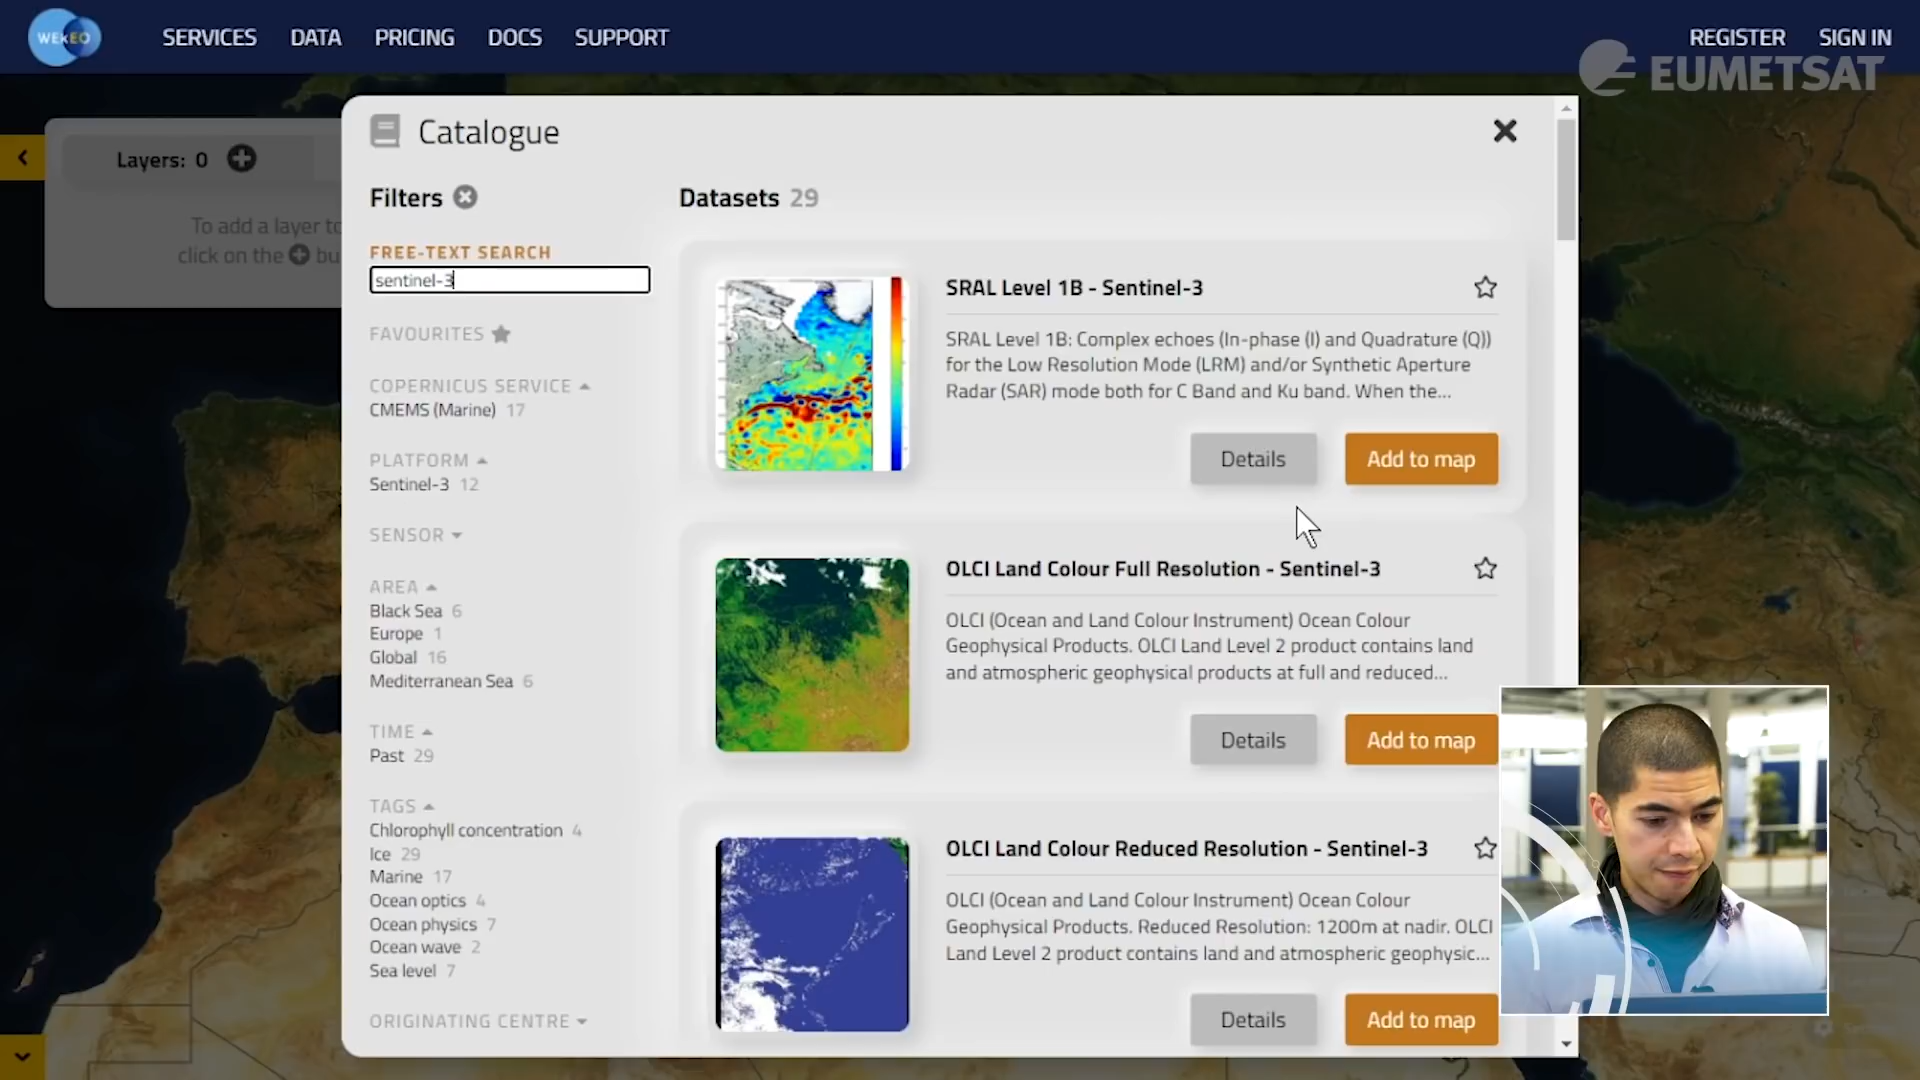 WEkEO
SERVICES
DATA
PRICING
DOCS
SUPPORT
REGISTER
SIGN IN
EUMETSAT
Layers: 0
To add a layer to
click on the bu
Catalogue
Filters
FREE-TEXT SEARCH
sentinel-3
FAVOURITES
COPERNICUS SERVICE
CMEMS (Marine) 17
PLATFORM
Sentinel-3 12
SENSOR
AREA
Black Sea 6
Europe 1
Global 16
Mediterranean Sea 6
TIME
Past 29
TAGS
Chlorophyll concentration 4
Ice 29
Marine 17
Ocean optics 4
Ocean physics 7
Ocean wave 2
Sea level 7
ORIGINATING CENTRE
Datasets 29
SRAL Level 1B - Sentinel-3
SRAL Level 1B: Complex echoes (In-phase (I) and Quadrature (Q))
for the Low Resolution Mode (LRM) and/or Synthetic Aperture
Radar (SAR) mode both for C Band and Ku band. When the...
Details
Add to map
OLCI Land Colour Full Resolution - Sentinel-3
OLCI (Ocean and Land Colour Instrument) Ocean Colour
Geophysical Products. OLCI Land Level 2 product contains land
and atmospheric geophysical products at full and reduced...
Details
Add to map
OLCI Land Colour Reduced Resolution - Sentinel-3
OLCI (Ocean and Land Colour Instrument) Ocean Colour
Geophysical Products. Reduced Resolution: 1200m at nadir. OLCI
Land Level 2 product contains land and atmospheric geophysic...
Details
Add to map